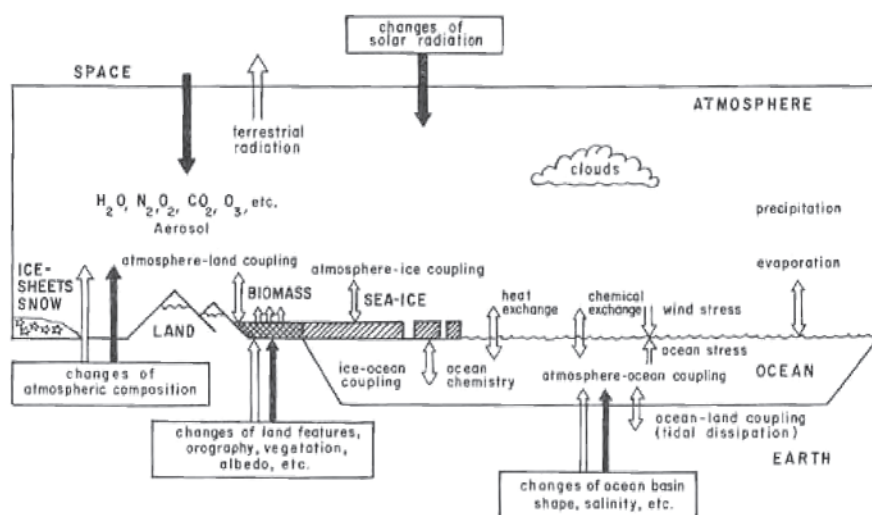 changes of
solar radiation
SPACE
ATMOSPHERE
terrestrial
radiation
clouds
H₂O, N₂O₂, CO₂, O₃, etc.
Aerosol
precipitation
ICE-
SHEETS
SNOW
atmosphere-land coupling
BIOMASS
atmosphere-ice coupling
SEA-ICE
evaporation
heat
exchange
chemical
exchange
wind stress
LAND
ocean stress
ice-ocean
coupling
ocean
chemistry
atmosphere-ocean coupling
OCEAN
changes of
atmospheric composition
ocean-land coupling
(tidal dissipation)
changes of land features,
orography, vegetation,
albedo, etc.
EARTH
changes of ocean basin
shape, salinity, etc.